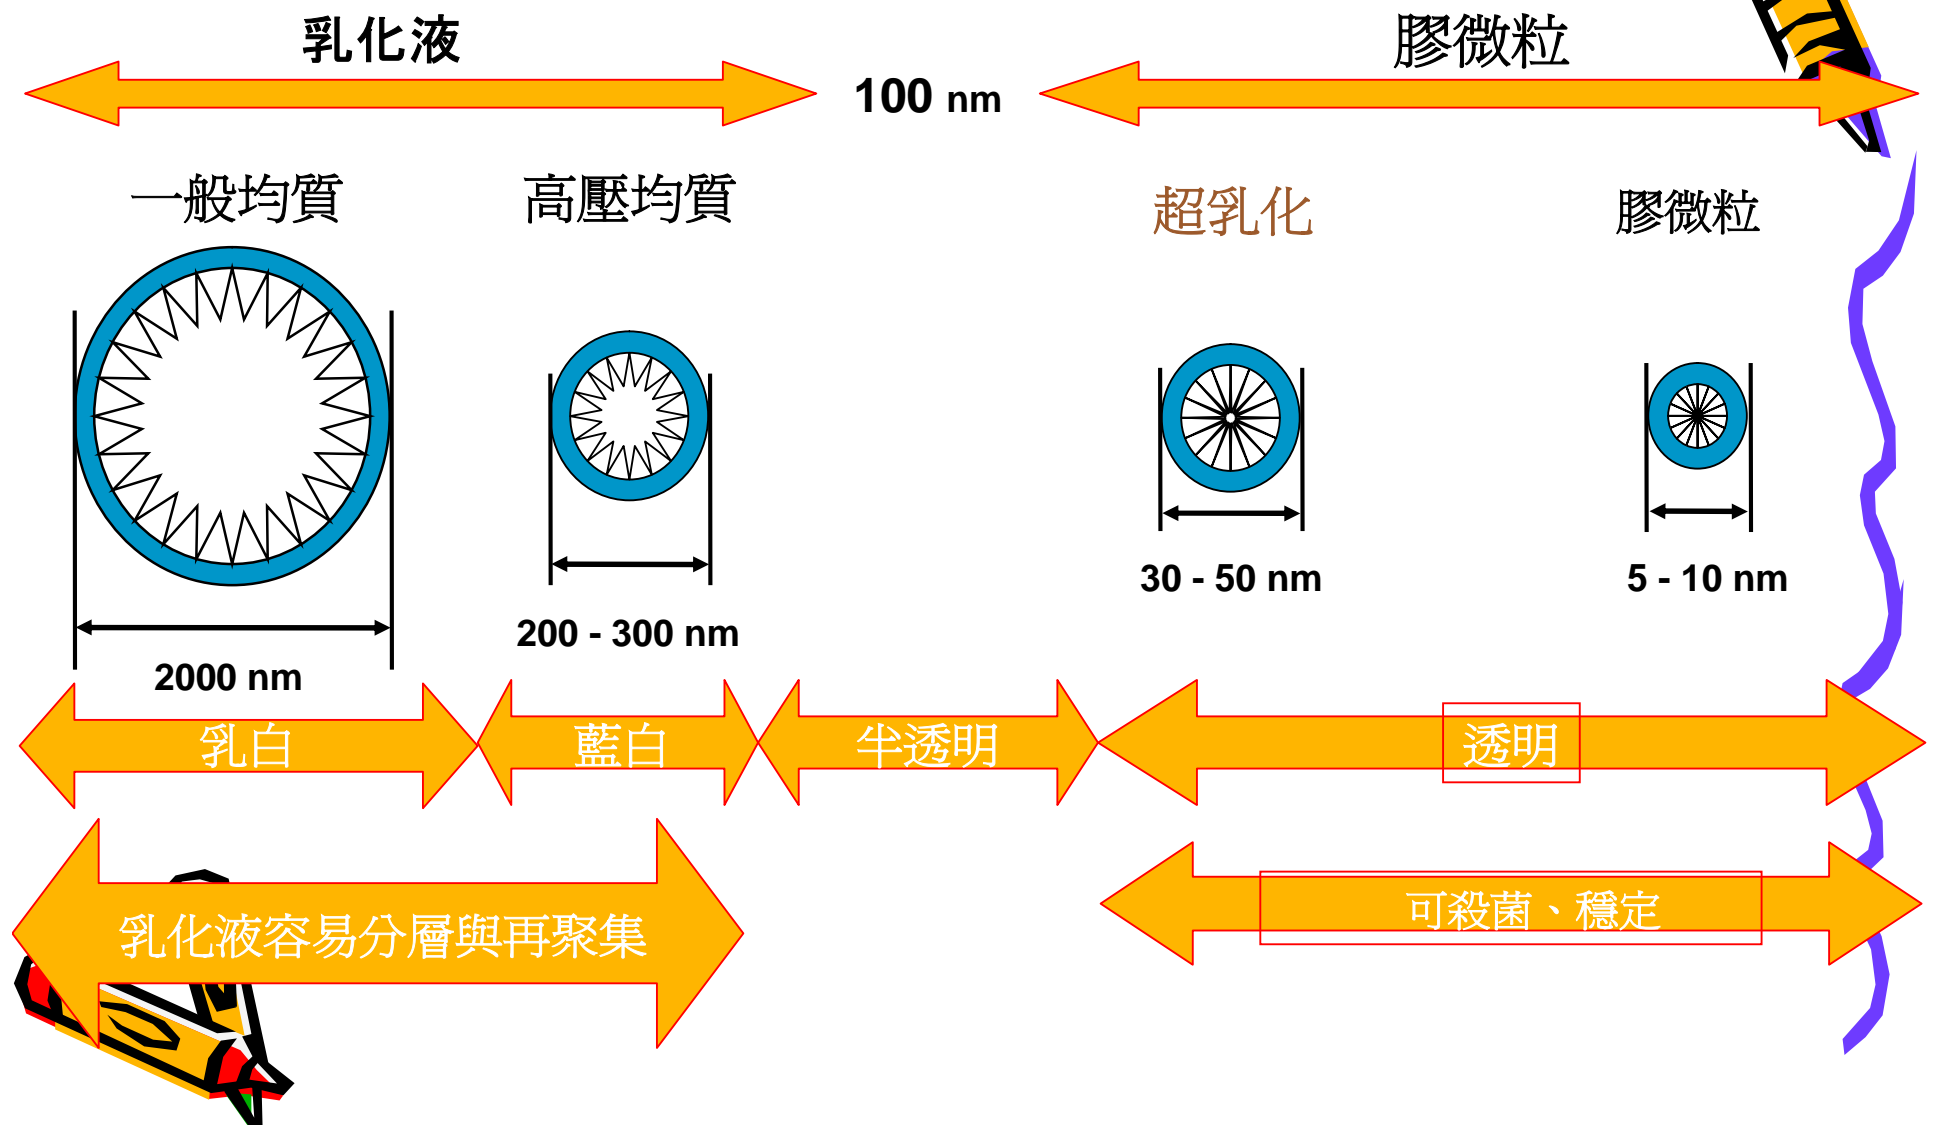 乳化液
膠微粒
100 nm
一般均質
高壓均質
超乳化
膠微粒
30 - 50 nm
5 - 10 nm
200 - 300 nm
2000 nm
乳白
藍白
半透明
透明
乳化液容易分層與再聚集
可殺菌、穩定